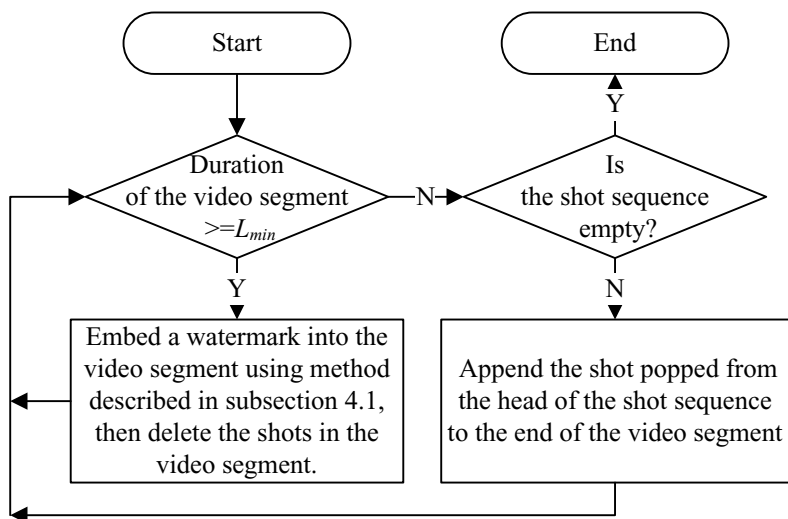 Start
End
Duration
of the video segment
>=Lmin
N
Is
the shot sequence
empty?
Y
Y
N
Embed a watermark into the
video segment using method
described in subsection 4.1,
then delete the shots in the
video segment.
Append the shot popped from
the head of the shot sequence
to the end of the video segment